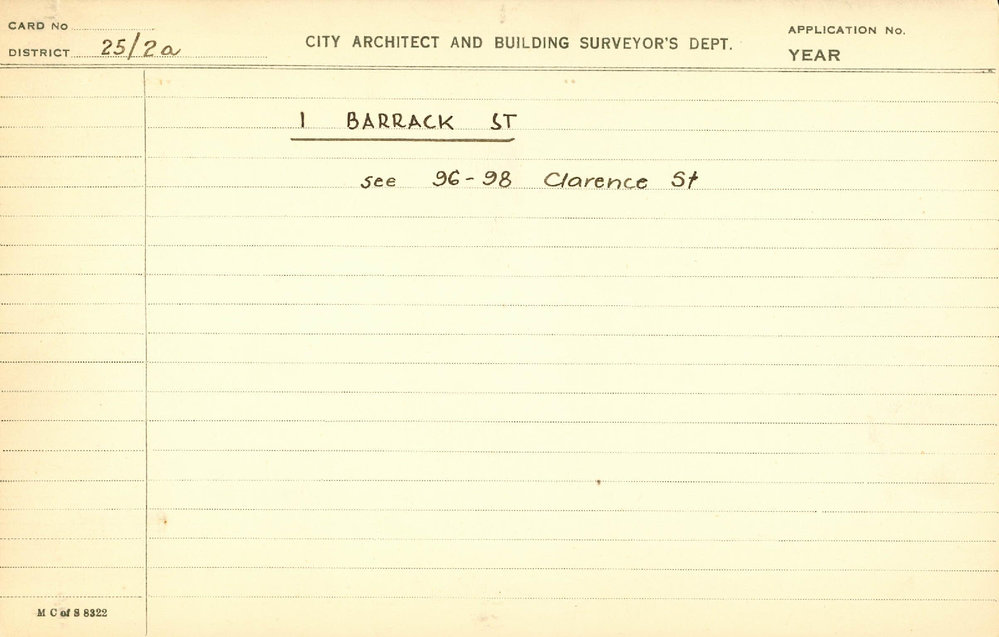 CARD No
DISTRICT 25/2a
CITY ARCHITECT AND BUILDING SURVEYOR'S DEPT.
APPLICATION No.
YEAR
1 BARRACK ST
see 96-98 Clarence St
M C of S 8322